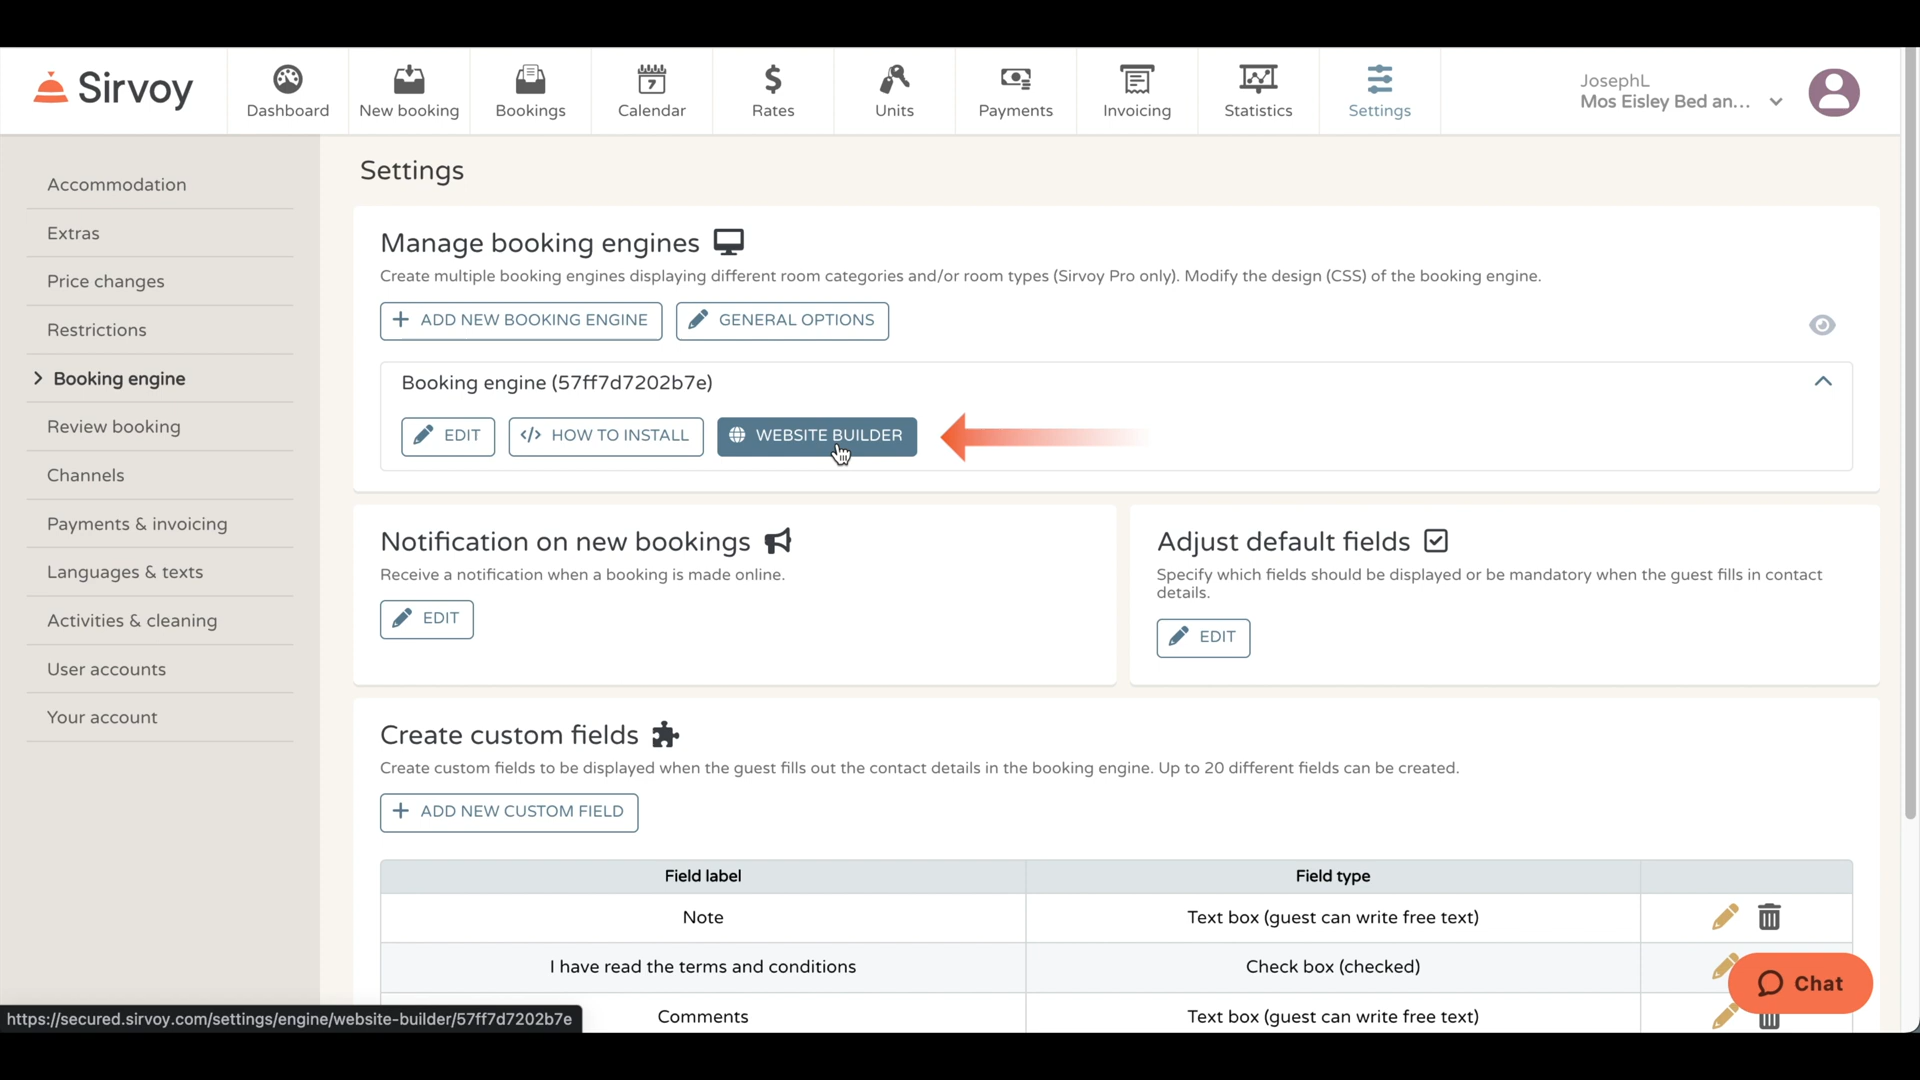 Sirvoy
Dashboard
New booking
Bookings
7
Calendar
$
Rates
Units
Payments
Invoicing
Statistics
Settings
JosephL
Mos Eisley Bed an...
Accommodation
Extras
Price changes
Restrictions
Booking engine
Review booking
Channels
Payments & invoicing
Languages & texts
Activities & cleaning
User accounts
Your account
Settings
Manage booking engines
Create multiple booking engines displaying different room categories and/or room types (Sirvoy Pro only). Modify the design (CSS) of the booking engine.
+ ADD NEW BOOKING ENGINE
GENERAL OPTIONS
Booking engine (57ff7d7202b7e)
EDIT
</> HOW TO INSTALL
WEBSITE BUILDER
Notification on new bookings
Receive a notification when a booking is made online.
EDIT
Adjust default fields
Specify which fields should be displayed or be mandatory when the guest fills in contact
details.
EDIT
Create custom fields
Create custom fields to be displayed when the guest fills out the contact details in the booking engine. Up to 20 different fields can be created.
+ ADD NEW CUSTOM FIELD
Field label
Field type
Note
Text box (guest can write free text)
I have read the terms and conditions
Check box (checked)
Comments
Text box (guest can write free text)
Chat
https://secured.sirvoy.com/settings/engine/website-builder/57ff7d7202b7e